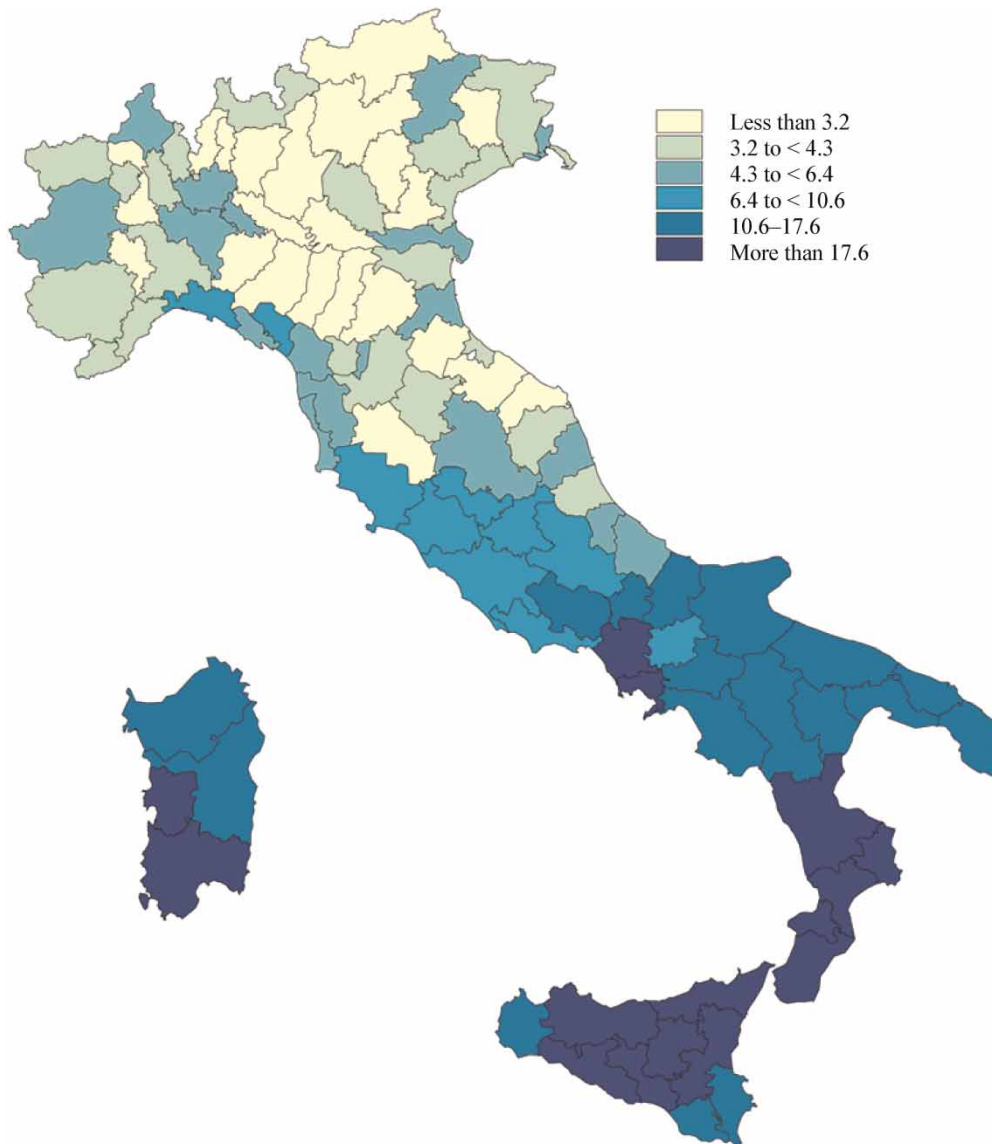 Less than 3.2
3.2 to < 4.3
4.3 to < 6.4
6.4 to < 10.6
10.6–17.6
More than 17.6